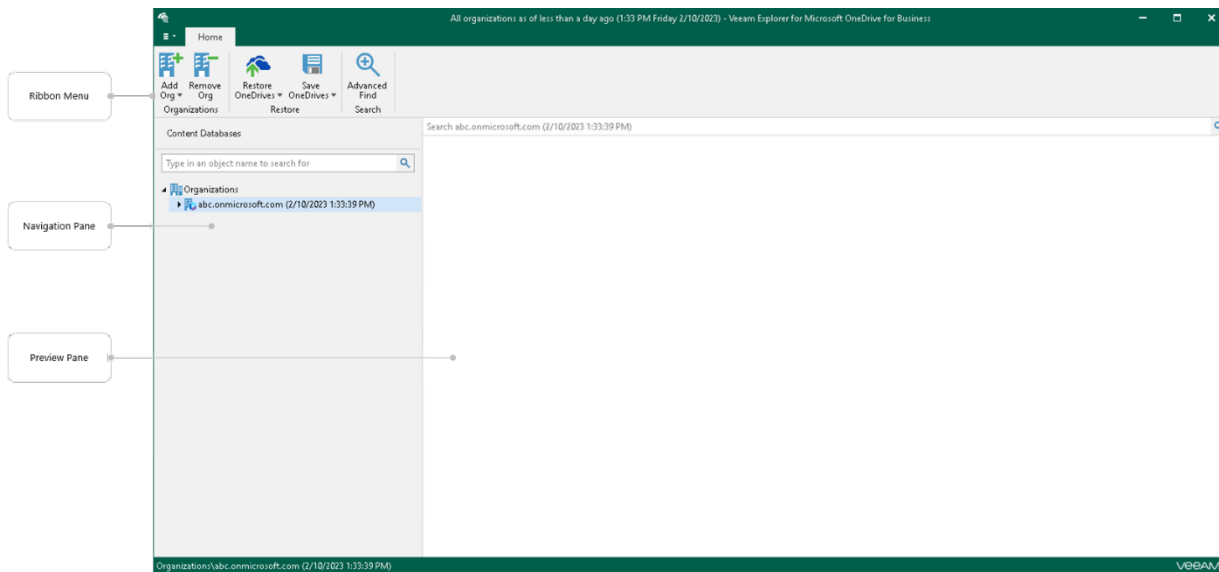 All organizations as of less than a day ago (1:33 PM Friday 2/10/2023) - Veeam Explorer for Microsoft OneDrive for Business
Home
Add Org
Remove Org
Restore OneDrives
Save OneDrives
Advanced Find
Organizations
Restore
Search
Ribbon Menu
Content Databases
Search abc.onmicrosoft.com (2/10/2023 1:33:39 PM)
Type in an object name to search for
Organizations
abc.onmicrosoft.com (2/10/2023 1:33:39 PM)
Navigation Pane
Preview Pane
Organizations\abc.onmicrosoft.com (2/10/2023 1:33:39 PM)
veeAM